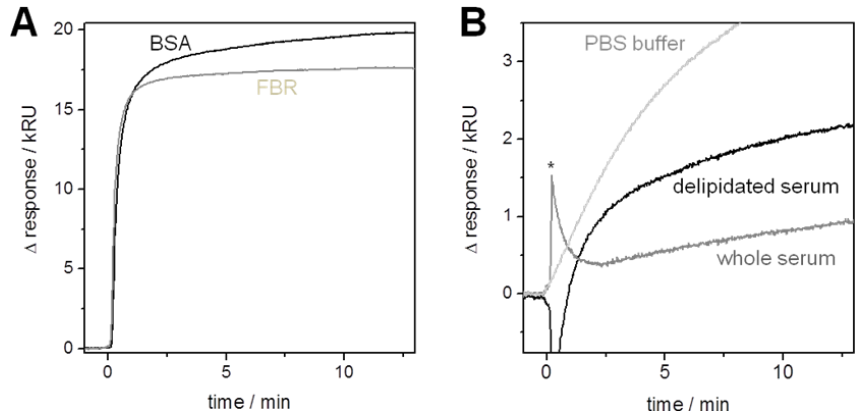 A
20
15
10
5
0
Δ response / kRU
BSA
FBR
0
5
10
time / min
B
3
2
1
0
Δ response / kRU
PBS buffer
*
delipidated serum
whole serum
0
5
10
time / min